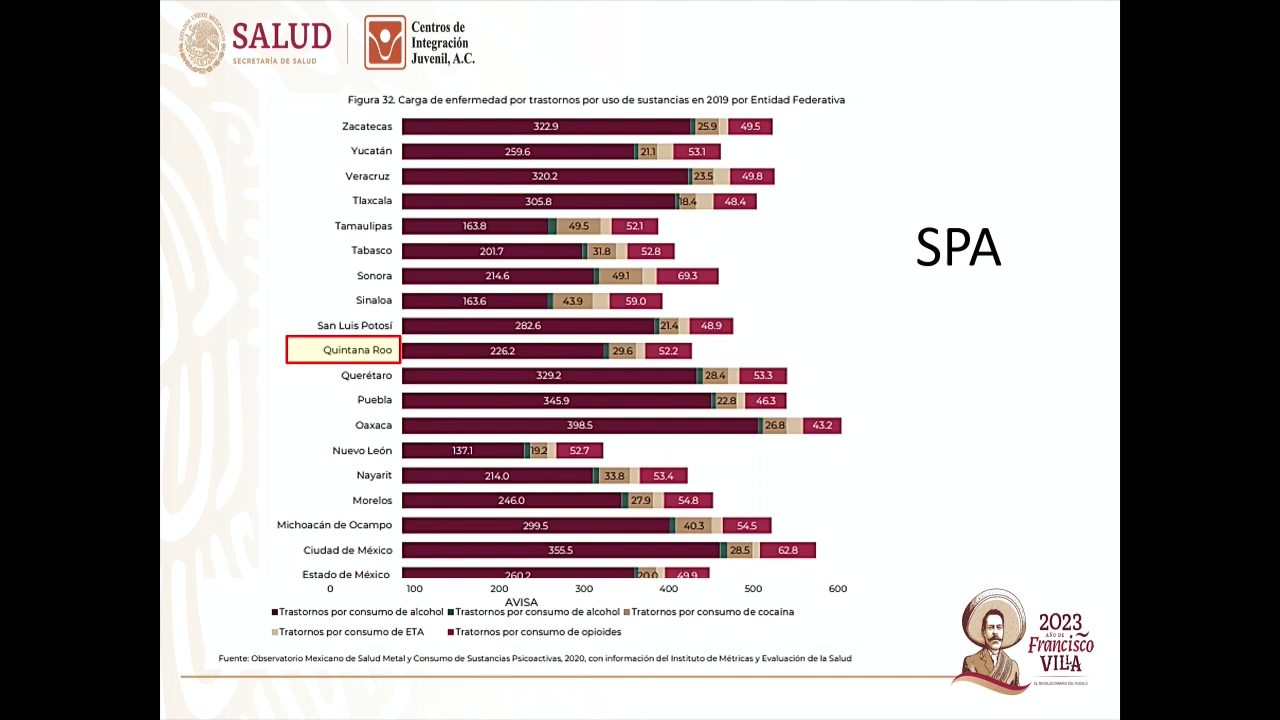 SALUD
SECRETARÍA DE SALUD
Centros de
Integración
Juvenil, A.C.
Figura 32. Carga de enfermedad por trastornos por uso de sustancias en 2019 por Entidad Federativa
Zacatecas 322.9 25.9 49.5
Yucatán 259.6 21.1 53.1
Veracruz 320.2 23.5 49.8
Tlaxcala 305.8 18.4 48.4
Tamaulipas 163.8 49.5 52.1
Tabasco 201.7 31.8 52.8
SPA
Sonora 214.6 49.1 69.3
Sinaloa 163.6 43.9 59.0
San Luis Potosí 282.6 21.4 48.9
Quintana Roo 226.2 29.6 52.2
Querétaro 329.2 28.4 53.3
Puebla 345.9 22.8 46.3
Oaxaca 398.5 26.8 43.2
Nuevo León 137.1 19.2 52.7
Nayarit 214.0 33.8 53.4
Morelos 246.0 27.9 54.8
Michoacán de Ocampo 299.5 40.3 54.5
Ciudad de México 355.5 28.5 62.8
Estado de México 260.2 20.0 49.9
0 100 200 300 400 500 600
AVISA
Trastornos por consumo de alcohol Trastornos por consumo de alcohol Tratornos por consumo de cocaína
Tratornos por consumo de ETA Tratornos por consumo de opioides
Fuente: Observatorio Mexicano de Salud Metal y Consumo de Sustancias Psicoactivas, 2020, con información del Instituto de Métricas y Evaluación de la Salud
2023
AÑO DE
Francisco
VILLA
EL REVOLUCIONARIO DEL PUEBLO